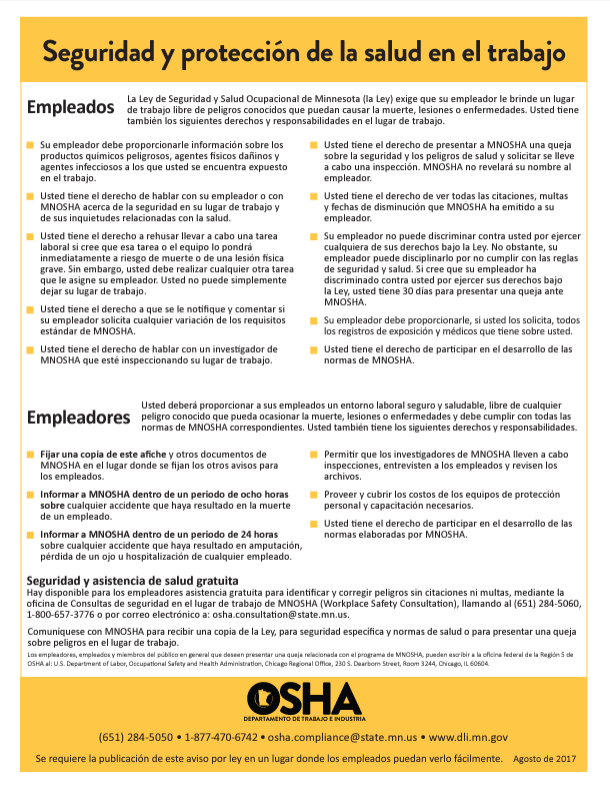 Seguridad y protección de la salud en el trabajo
Empleados
La Ley de Seguridad y Salud Ocupacional de Minnesota (la Ley) exige que su empleador le brinde un lugar
de trabajo libre de peligros conocidos que puedan causar la muerte, lesiones o enfermedades. Usted tiene
también los siguientes derechos y responsabilidades en el lugar de trabajo.
Su empleador debe proporcionarle información sobre los
productos químicos peligrosos, agentes físicos dañinos y
agentes infecciosos a los que usted se encuentra expuesto
en el trabajo.
Usted tiene el derecho de hablar con su empleador o con
MNOSHA acerca de la seguridad en su lugar de trabajo y
de sus inquietudes relacionadas con la salud.
Usted tiene el derecho a rehusar llevar a cabo una tarea
laboral si cree que esa tarea o el equipo lo pondrá
inmediatamente a riesgo de muerte o de una lesión física
grave. Sin embargo, usted debe realizar cualquier otra tarea
que le asigne su empleador. Usted no puede simplemente
dejar su lugar de trabajo.
Usted tiene el derecho a que se le notifique y comentar si
su empleador solicita cualquier variación de los requisitos
estándar de MNOSHA.
Usted tiene el derecho de hablar con un investigador de
MNOSHA que esté inspeccionando su lugar de trabajo.
Usted tiene el derecho de presentar a MNOSHA una queja
sobre la seguridad y los peligros de salud y solicitar se lleve
a cabo una inspección. MNOSHA no revelará su nombre al
empleador.
Usted tiene el derecho de ver todas las citaciones, multas
y fechas de disminución que MNOSHA ha emitido a su
empleador.
Su empleador no puede discriminar contra usted por ejercer
cualquiera de sus derechos bajo la Ley. No obstante, su
empleador puede disciplinarlo por no cumplir con las reglas
de seguridad y salud. Si cree que su empleador ha
discriminado contra usted por ejercer sus derechos bajo
la Ley, usted tiene 30 días para presentar una queja ante
MNOSHA.
Su empleador debe proporcionarle, si usted los solicita, todos
los registros de exposición y médicos que tiene sobre usted.
Usted tiene el derecho de participar en el desarrollo de las
normas de MNOSHA.
Empleadores
Usted deberá proporcionar a sus empleados un entorno laboral seguro y saludable, libre de cualquier
peligro conocido que pueda ocasionar la muerte, lesiones o enfermedades y debe cumplir con todas las
normas de MNOSHA correspondientes. Usted también tiene los siguientes derechos y responsabilidades.
Fijar una copia de este afiche y otros documentos de
MNOSHA en el lugar donde se fijan los otros avisos para
los empleados.
Informar a MNOSHA dentro de un período de ocho horas
sobre cualquier accidente que haya resultado en la muerte
de un empleado.
Informar a MNOSHA dentro de un período de 24 horas
sobre cualquier accidente que haya resultado en amputación,
pérdida de un ojo u hospitalización de cualquier empleado.
Permitir que los investigadores de MNOSHA lleven a cabo
inspecciones, entrevisten a los empleados y revisen los
archivos.
Proveer y cubrir los costos de los equipos de protección
personal y capacitación necesarios.
Usted tiene el derecho de participar en el desarrollo de las
normas elaboradas por MNOSHA.
Seguridad y asistencia de salud gratuita
Hay disponible para los empleadores asistencia gratuita para identificar y corregir peligros sin citaciones ni multas, mediante la
oficina de Consultas de seguridad en el lugar de trabajo de MNOSHA (Workplace Safety Consultation), llamando al (651) 284-5060,
1-800-657-3776 o por correo electrónico a: osha.consultation@state.mn.us.
Comuníquese con MNOSHA para recibir una copia de la Ley, para seguridad específica y normas de salud o para presentar una queja
sobre peligros en el lugar de trabajo.
Los empleadores, empleados y miembros del público en general que deseen presentar una queja relacionada con el programa de MNOSHA, pueden escribir a la oficina federal de la Región 5 de
OSHA al: U.S. Department of Labor, Occupational Safety and Health Administration, Chicago Regional Office, 230 S. Dearborn Street, Room 3244, Chicago, IL 60604.
OSHA
DEPARTAMENTO DE TRABAJO E INDUSTRIA
(651) 284-5050 • 1-877-470-6742 • osha.compliance@state.mn.us • www.dli.mn.gov
Se requiere la publicación de este aviso por ley en un lugar donde los empleados puedan verlo fácilmente. Agosto de 2017